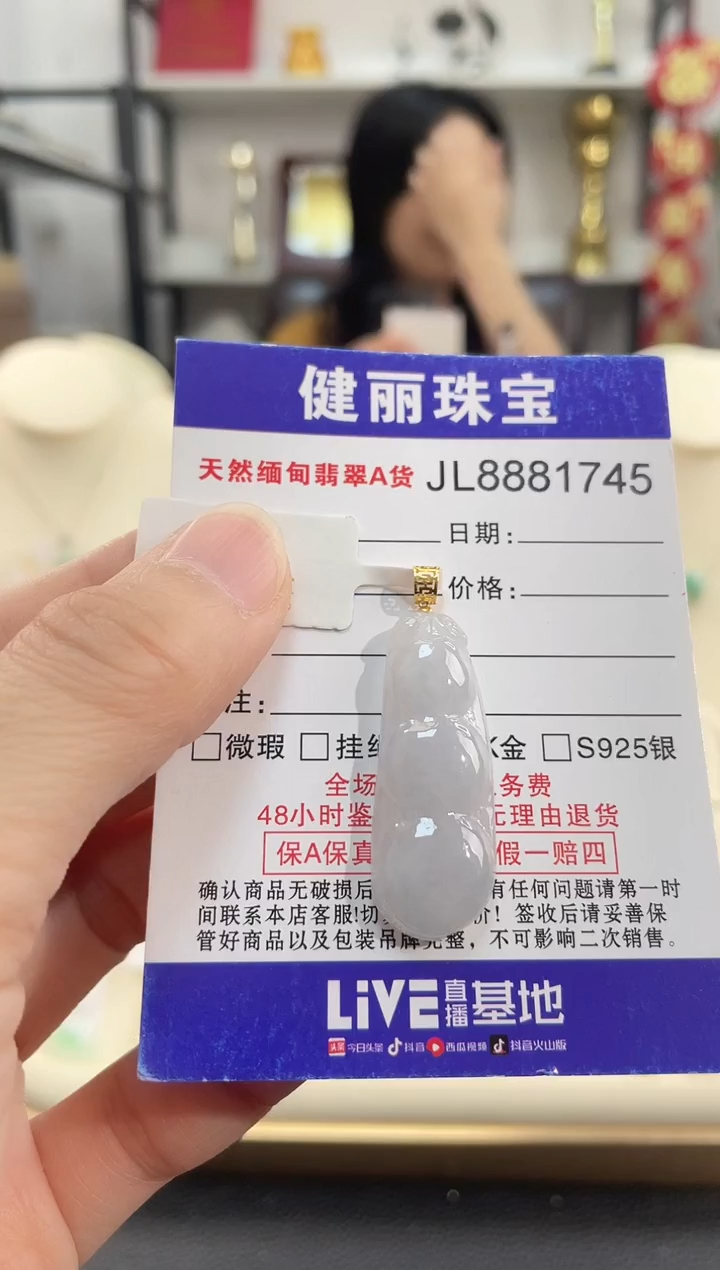 健丽珠宝
天然缅甸翡翠A货 JL8881745
日期:
价格:
注:
□微瑕 □挂 K金 □S925银
全场 务费
48小时鉴 无理由退货
保A保真 假一赔四
确认商品无破损后 有任何问题请第一时
间联系本店客服!切 价！签收后请妥善保
管好商品以及包装吊牌完整，不可影响二次销售。
LiVE直播基地
头条 今日头条 抖音 西瓜视频 抖音火山版